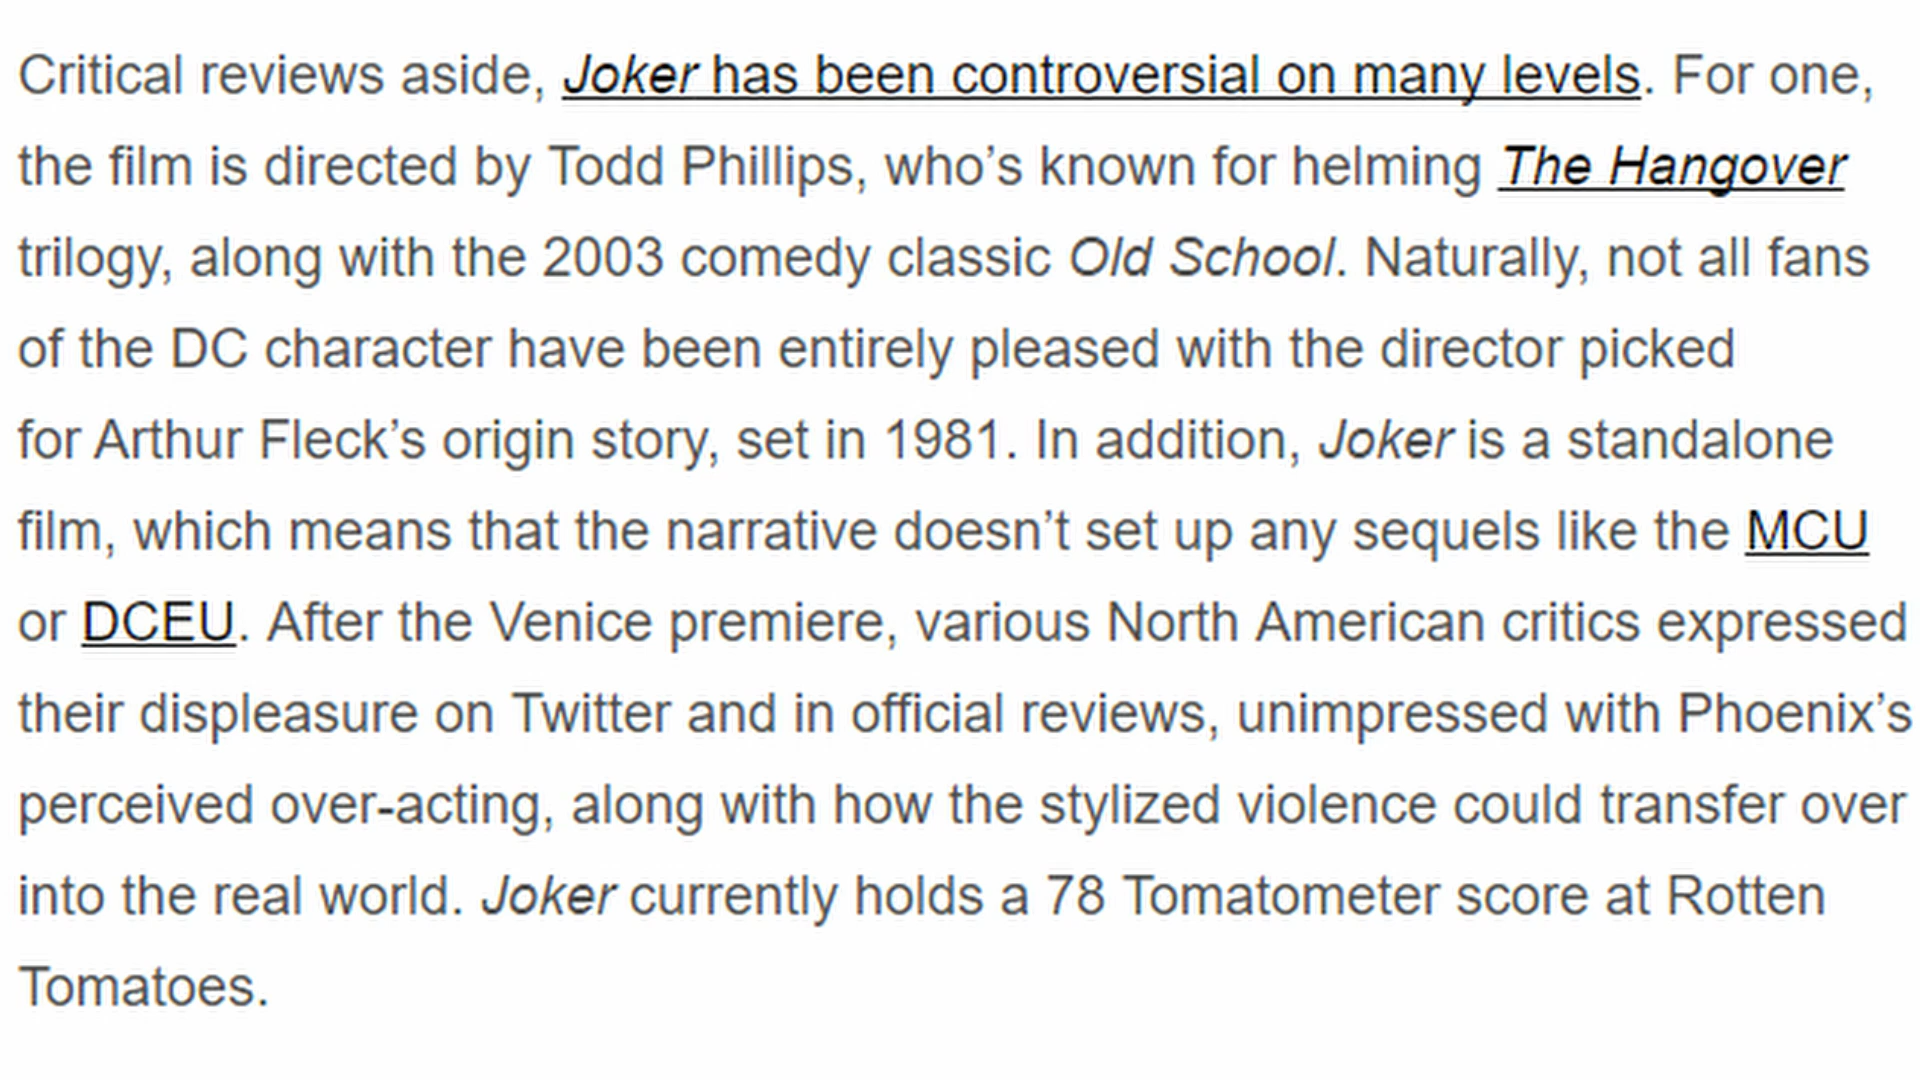 Critical reviews aside, Joker has been controversial on many levels. For one,
the film is directed by Todd Phillips, who’s known for helming The Hangover
trilogy, along with the 2003 comedy classic Old School. Naturally, not all fans
of the DC character have been entirely pleased with the director picked
for Arthur Fleck’s origin story, set in 1981. In addition, Joker is a standalone
film, which means that the narrative doesn’t set up any sequels like the MCU
or DCEU. After the Venice premiere, various North American critics expressed
their displeasure on Twitter and in official reviews, unimpressed with Phoenix’s
perceived over-acting, along with how the stylized violence could transfer over
into the real world. Joker currently holds a 78 Tomatometer score at Rotten
Tomatoes.